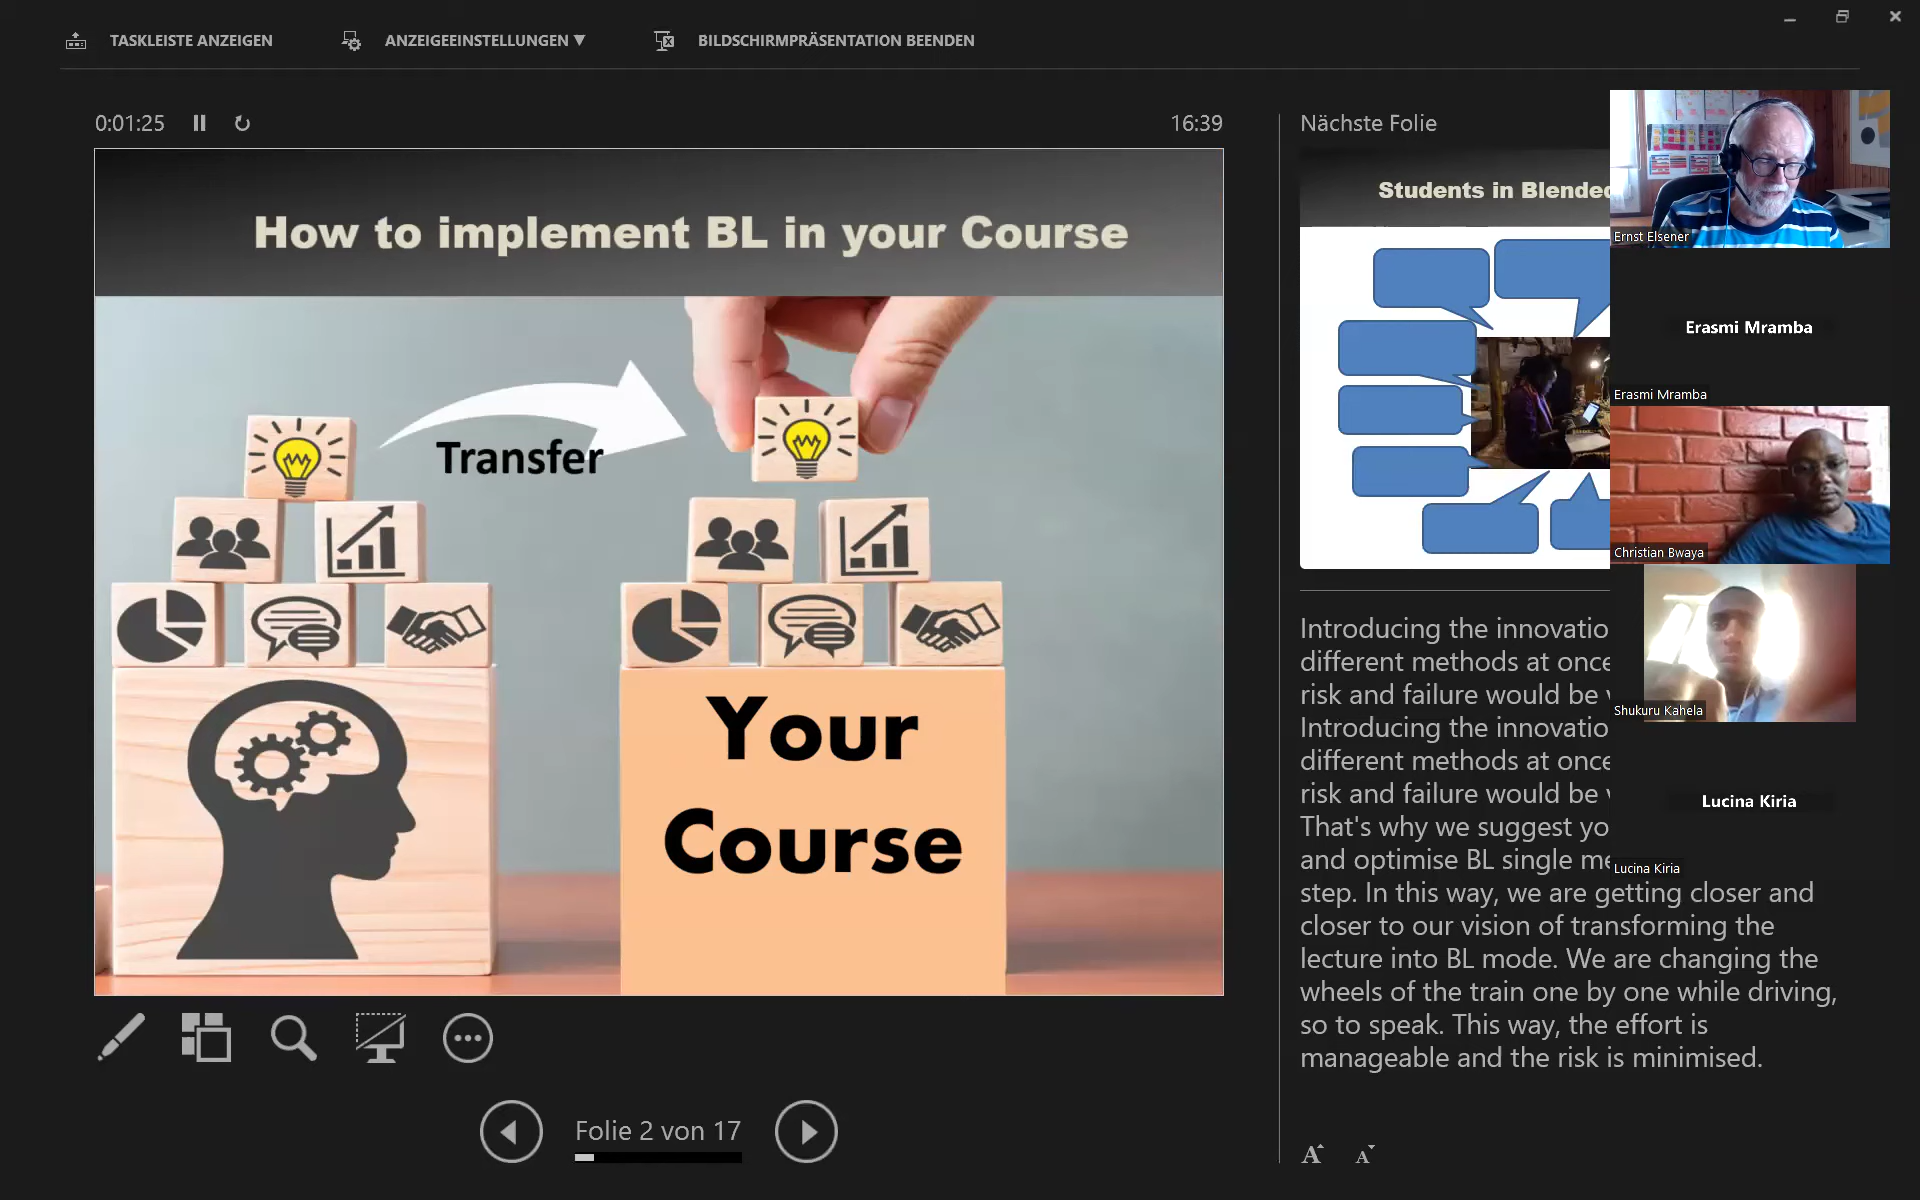 TASKLEISTE ANZEIGEN
ANZEIGEEINSTELLUNGEN ▼
BILDSCHIRMPRÄSENTATION BEENDEN
0:01:25
16:39
How to implement BL in your Course
Transfer
Your
Course
Folie 2 von 17
Nächste Folie
Students in
Introducing the
different methods at once
risk and failure would be
Introducing the
different methods at once
risk and failure would be
That's why we suggest
and optimise BL single
step. In this way, we are getting closer and
closer to our vision of transforming the
lecture into BL mode. We are changing the
wheels of the train one by one while driving,
so to speak. This way, the effort is
manageable and the risk is minimised.
A
A
Ernst Elsener
Erasmi Mramba
Erasmi Mramba
Christian Bwaya
Shukuru Kahela
Lucina Kiria
Lucina Kiria